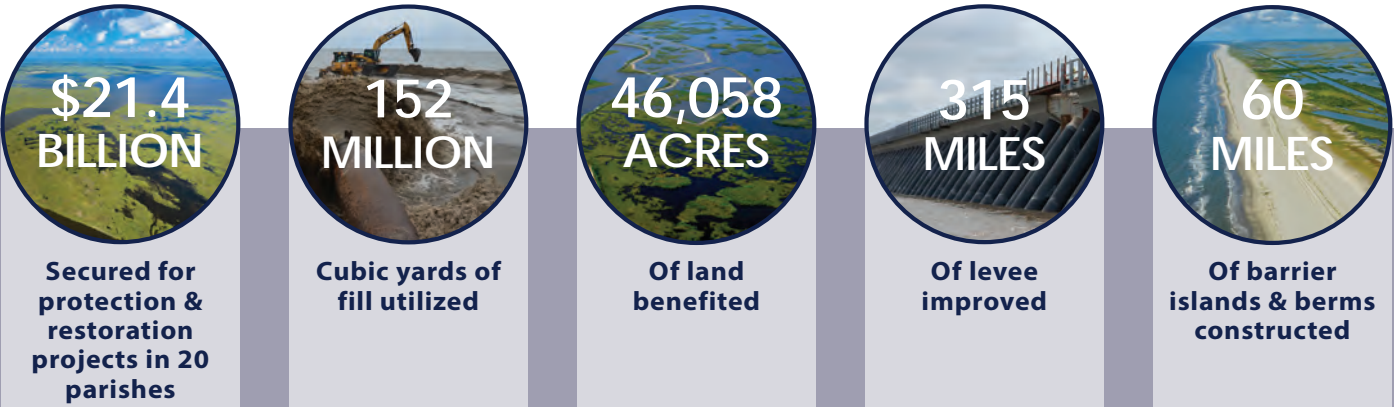 $21.4
BILLION
Secured for
protection &
restoration
projects in 20
parishes
152
MILLION
Cubic yards of
fill utilized
46,058
ACRES
Of land
benefited
315
MILES
Of levee
improved
60
MILES
Of barrier
islands & berms
constructed